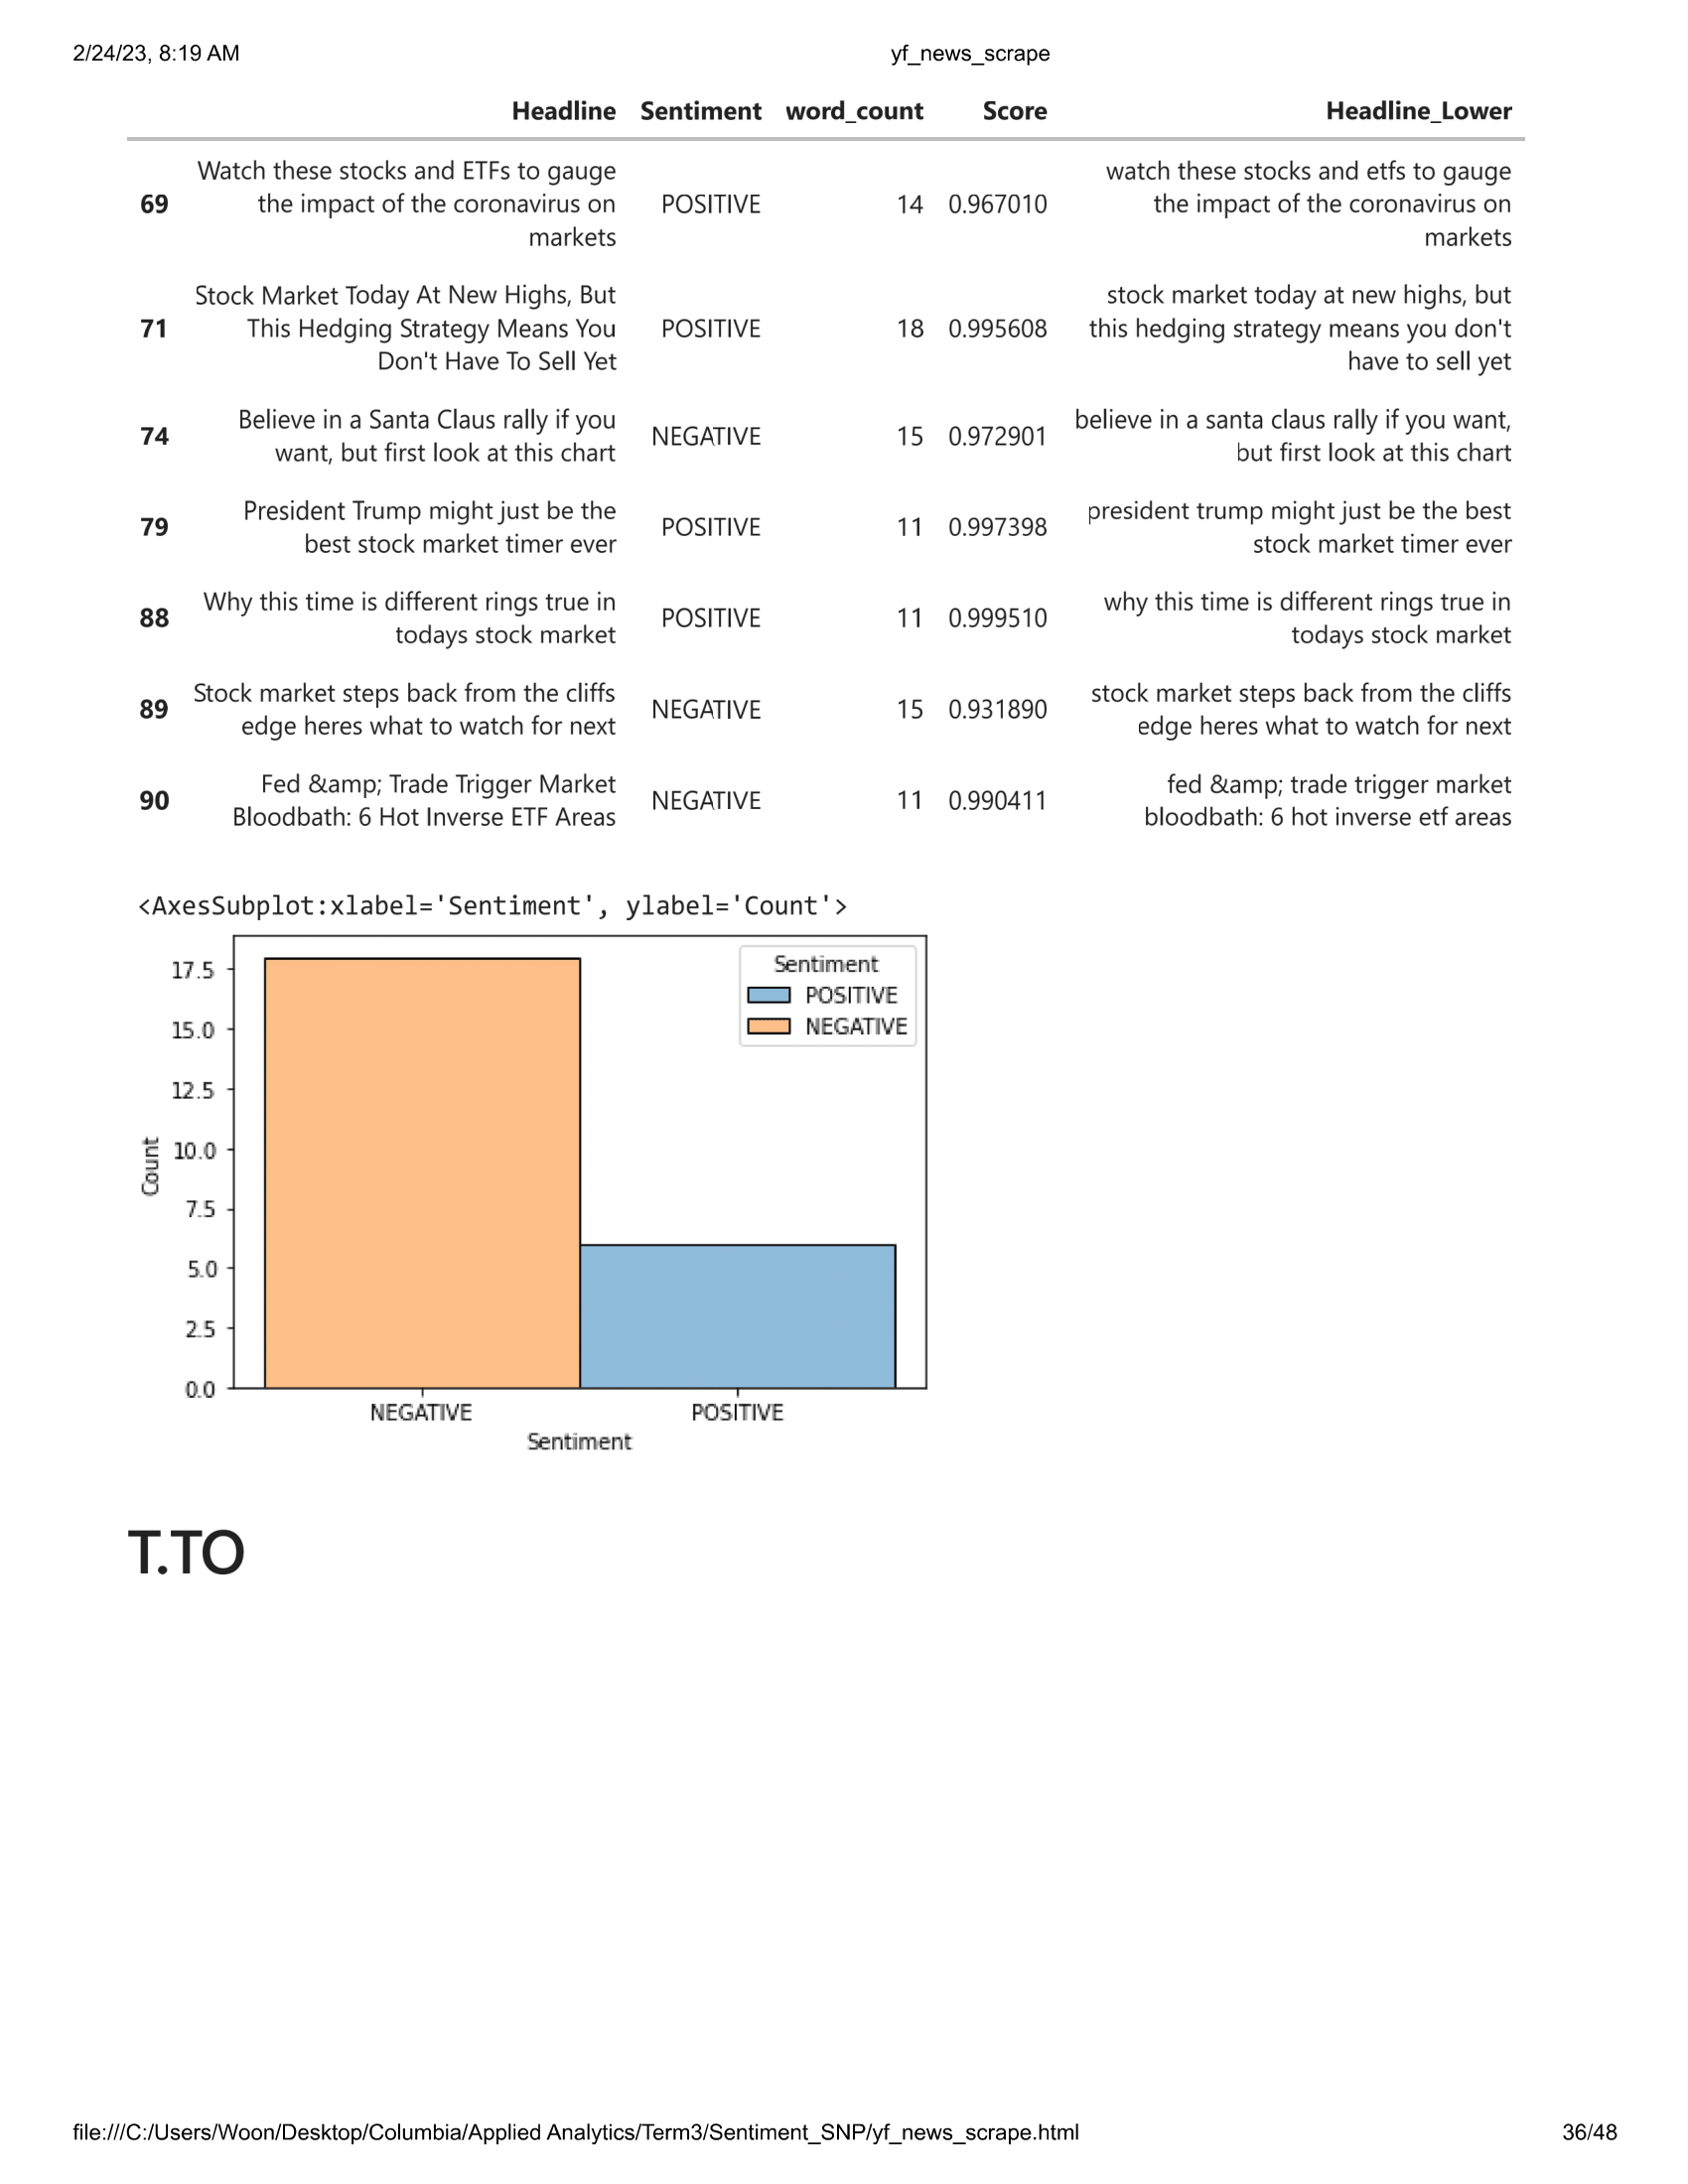 2/24/23, 8:19 AM yf_news_scrape
Headline Sentiment word_count Score Headline_Lower
69 Watch these stocks and ETFs to gauge the impact of the coronavirus on markets POSITIVE 14 0.967010 watch these stocks and etfs to gauge the impact of the coronavirus on markets
71 Stock Market Today At New Highs, But This Hedging Strategy Means You Don't Have To Sell Yet POSITIVE 18 0.995608 stock market today at new highs, but this hedging strategy means you don't have to sell yet
74 Believe in a Santa Claus rally if you want, but first look at this chart NEGATIVE 15 0.972901 believe in a santa claus rally if you want, but first look at this chart
79 President Trump might just be the best stock market timer ever POSITIVE 11 0.997398 president trump might just be the best stock market timer ever
88 Why this time is different rings true in todays stock market POSITIVE 11 0.999510 why this time is different rings true in todays stock market
89 Stock market steps back from the cliffs edge heres what to watch for next NEGATIVE 15 0.931890 stock market steps back from the cliffs edge heres what to watch for next
90 Fed &amp; Trade Trigger Market Bloodbath: 6 Hot Inverse ETF Areas NEGATIVE 11 0.990411 fed &amp; trade trigger market bloodbath: 6 hot inverse etf areas
<AxesSubplot:xlabel='Sentiment', ylabel='Count'>
Sentiment
POSITIVE
NEGATIVE
17.5
15.0
12.5
10.0
7.5
5.0
2.5
0.0
Count
NEGATIVE POSITIVE
Sentiment
T.TO
file:///C:/Users/Woon/Desktop/Columbia/Applied Analytics/Term3/Sentiment_SNP/yf_news_scrape.html 36/48